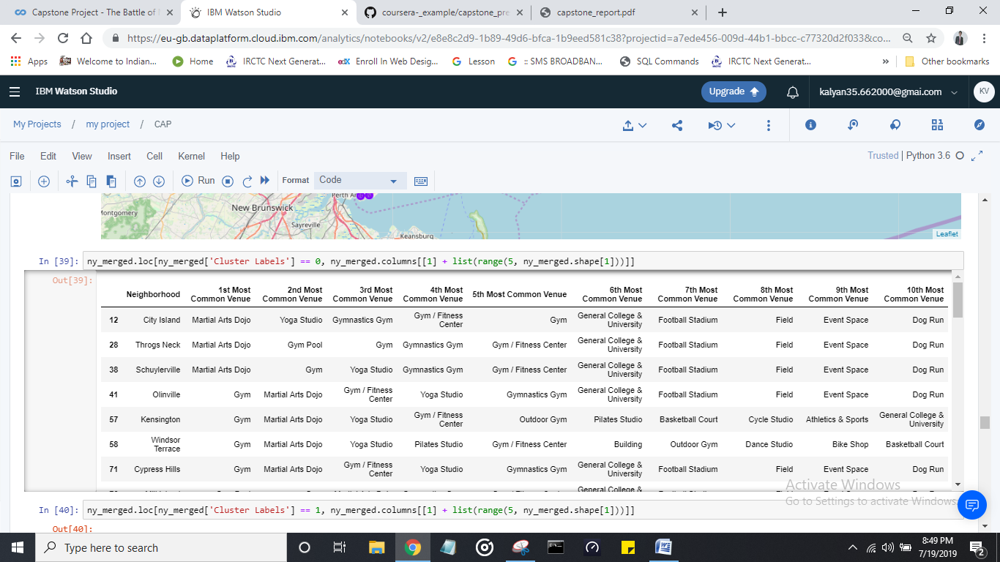 Capstone Project - The Battle of
IBM Watson Studio
coursera-_example/capstone_pre
capstone_report.pdf
https://eu-gb.dataplatform.cloud.ibm.com/analytics/notebooks/v2/e8e8c2d9-1b89-49d6-bfca-1b9eed581c38?projectid=a7ede456-009d-44b1-bbcc-c77320d2f033&co...
Apps Welcome to Indian... Home IRCTC Next Generat... Enroll In Web Desig... Lesson :: SMS BROADBAN... SQL Commands IRCTC Next Generat... » Other bookmarks
IBM Watson Studio Upgrade kalyan35.662000@gmai.com KV
My Projects / my project / CAP
File Edit View Insert Cell Kernel Help Trusted | Python 3.6
Run Format Code
Montgomery New Brunswick Perth
Sayreville
Keansburg
Leaflet
In [39]: ny_merged.loc[ny_merged['Cluster Labels'] == 0, ny_merged.columns[[1] + list(range(5, ny_merged.shape[1]))]]
Out[39]:
Neighborhood 1st Most Common Venue 2nd Most Common Venue 3rd Most Common Venue 4th Most Common Venue 5th Most Common Venue 6th Most Common Venue 7th Most Common Venue 8th Most Common Venue 9th Most Common Venue 10th Most Common Venue
12 City Island Martial Arts Dojo Yoga Studio Gymnastics Gym Gym / Fitness Center Gym General College & University Football Stadium Field Event Space Dog Run
28 Throgs Neck Martial Arts Dojo Gym Pool Gym Gymnastics Gym Gym / Fitness Center General College & University Football Stadium Field Event Space Dog Run
38 Schuylerville Martial Arts Dojo Gym Yoga Studio Gymnastics Gym Gym / Fitness Center General College & University Football Stadium Field Event Space Dog Run
41 Olinville Gym Martial Arts Dojo Gym / Fitness Center Yoga Studio Gymnastics Gym General College & University Football Stadium Field Event Space Dog Run
57 Kensington Gym Martial Arts Dojo Yoga Studio Gym / Fitness Center Outdoor Gym Pilates Studio Basketball Court Cycle Studio Athletics & Sports General College & University
58 Windsor Terrace Gym Martial Arts Dojo Yoga Studio Pilates Studio Gym / Fitness Center Building Outdoor Gym Dance Studio Bike Shop Basketball Court
71 Cypress Hills Gym Martial Arts Dojo Gym / Fitness Center Yoga Studio Gymnastics Gym General College & University Football Stadium Field Event Space Dog Run
General College &
Activate Windows
Go to Settings to activate Windows.
In [40]: ny_merged.loc[ny_merged['Cluster Labels'] == 1, ny_merged.columns[[1] + list(range(5, ny_merged.shape[1]))]]
Out[40]:
Type here to search
8:49 PM
7/19/2019
2